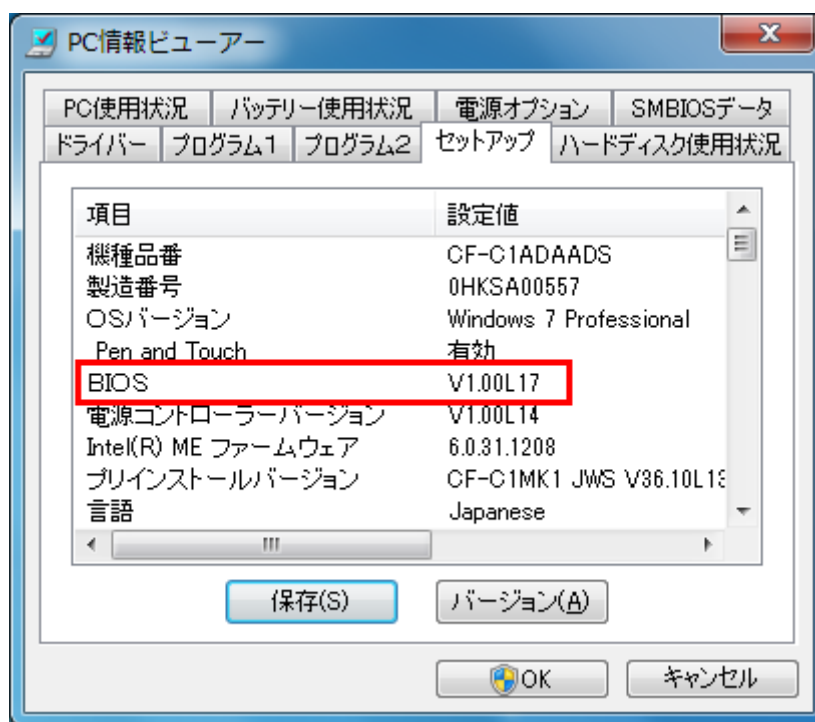 PC情報ビューアー
PC使用状況 バッテリー使用状況 電源オプション SMBIOSデータ
ドライバー プログラム1 プログラム2 セットアップ ハードディスク使用状況
項目 設定値
機種品番 CF-C1ADAADS
製造番号 0HKSA00557
OSバージョン Windows 7 Professional
Pen and Touch 有効
BIOS V1.00L17
電源コントローラーバージョン V1.00L14
Intel(R) ME ファームウェア 6.0.31.1208
プリインストールバージョン CF-C1MK1 JWS V36.10L13
言語 Japanese
保存(S) バージョン(A)
OK キャンセル